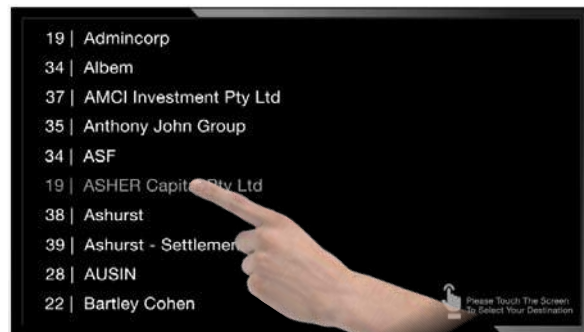 19 | Admincorp
34 | Albem
37 | AMCI Investment Pty Ltd
35 | Anthony John Group
34 | ASF
19 | ASHER Capital Pty Ltd
38 | Ashurst
39 | Ashurst - Settlemen
28 | AUSIN
22 | Bartley Cohen
Please Touch The Screen
To Select Your Destination